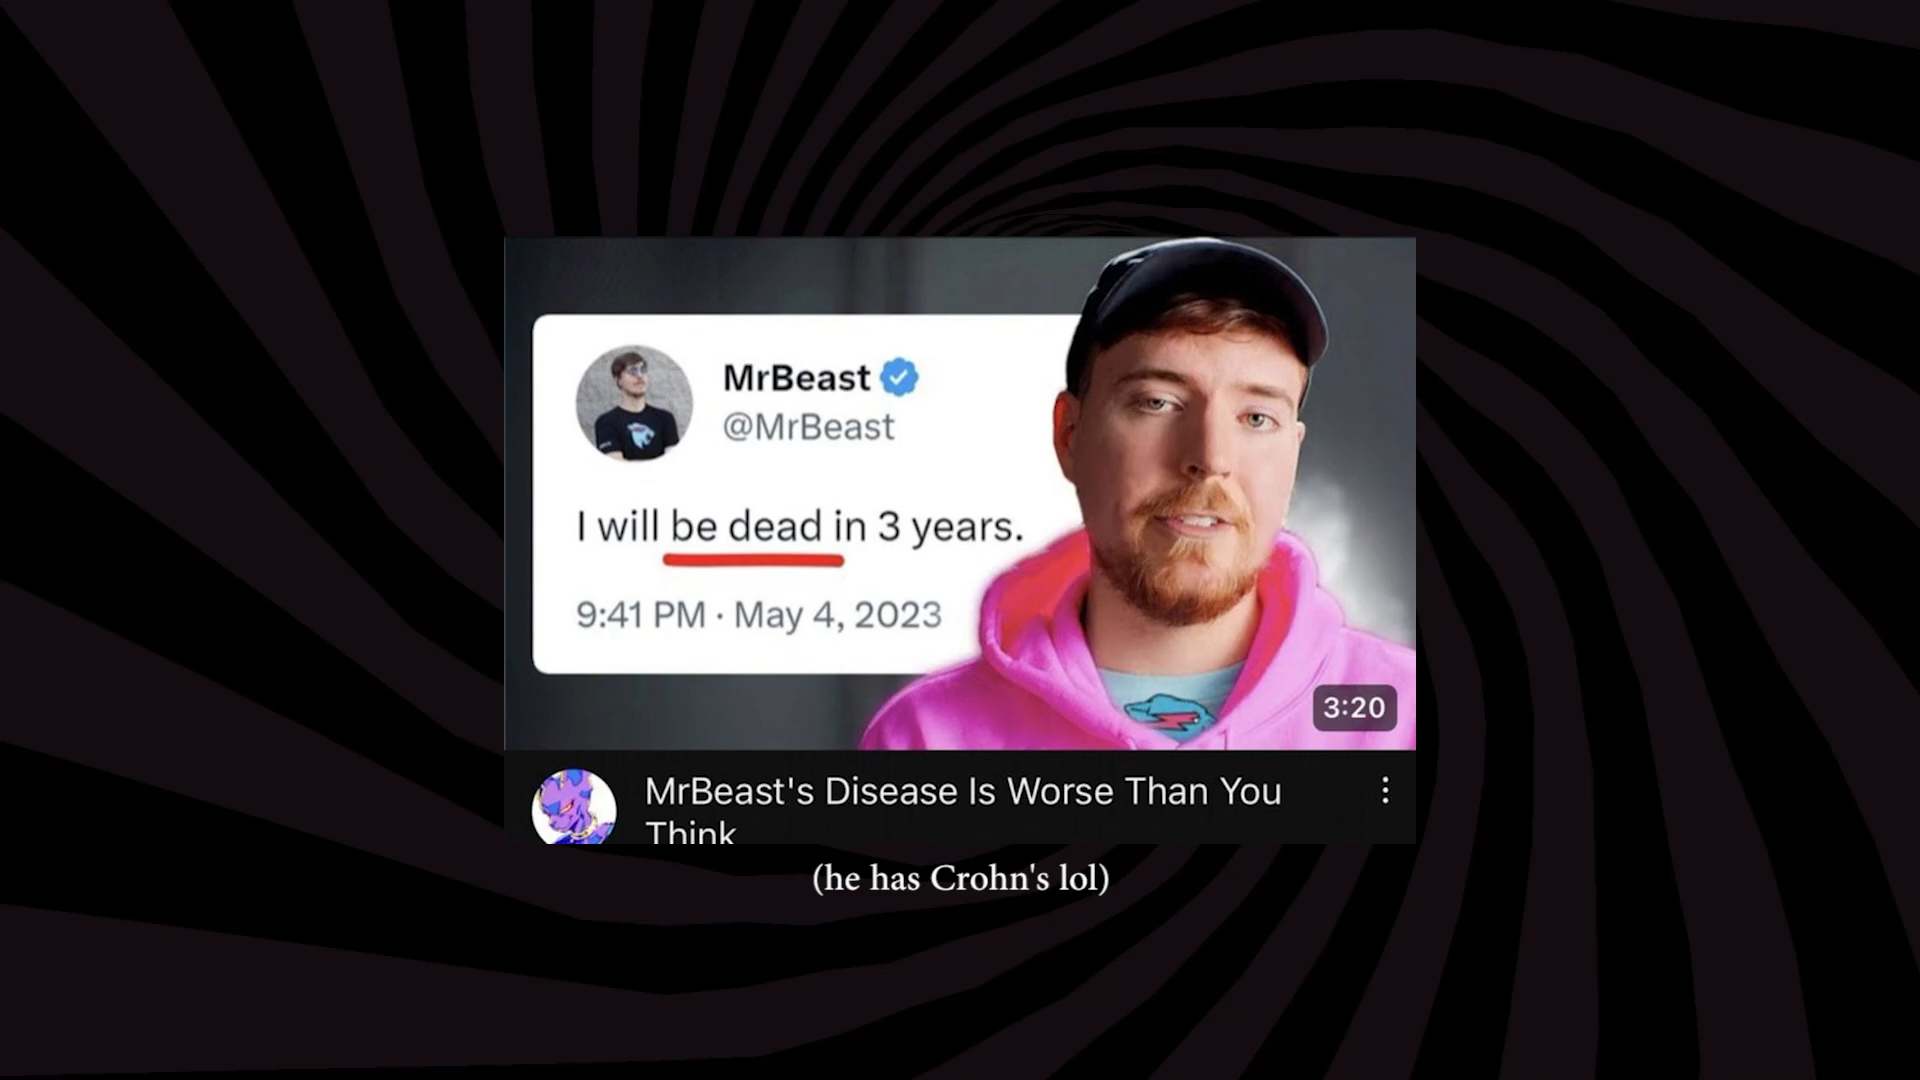 MrBeast
@MrBeast
I will be dead in 3 years.
9:41 PM · May 4, 2023
3:20
MrBeast's Disease Is Worse Than You
Think
(he has Crohn's lol)